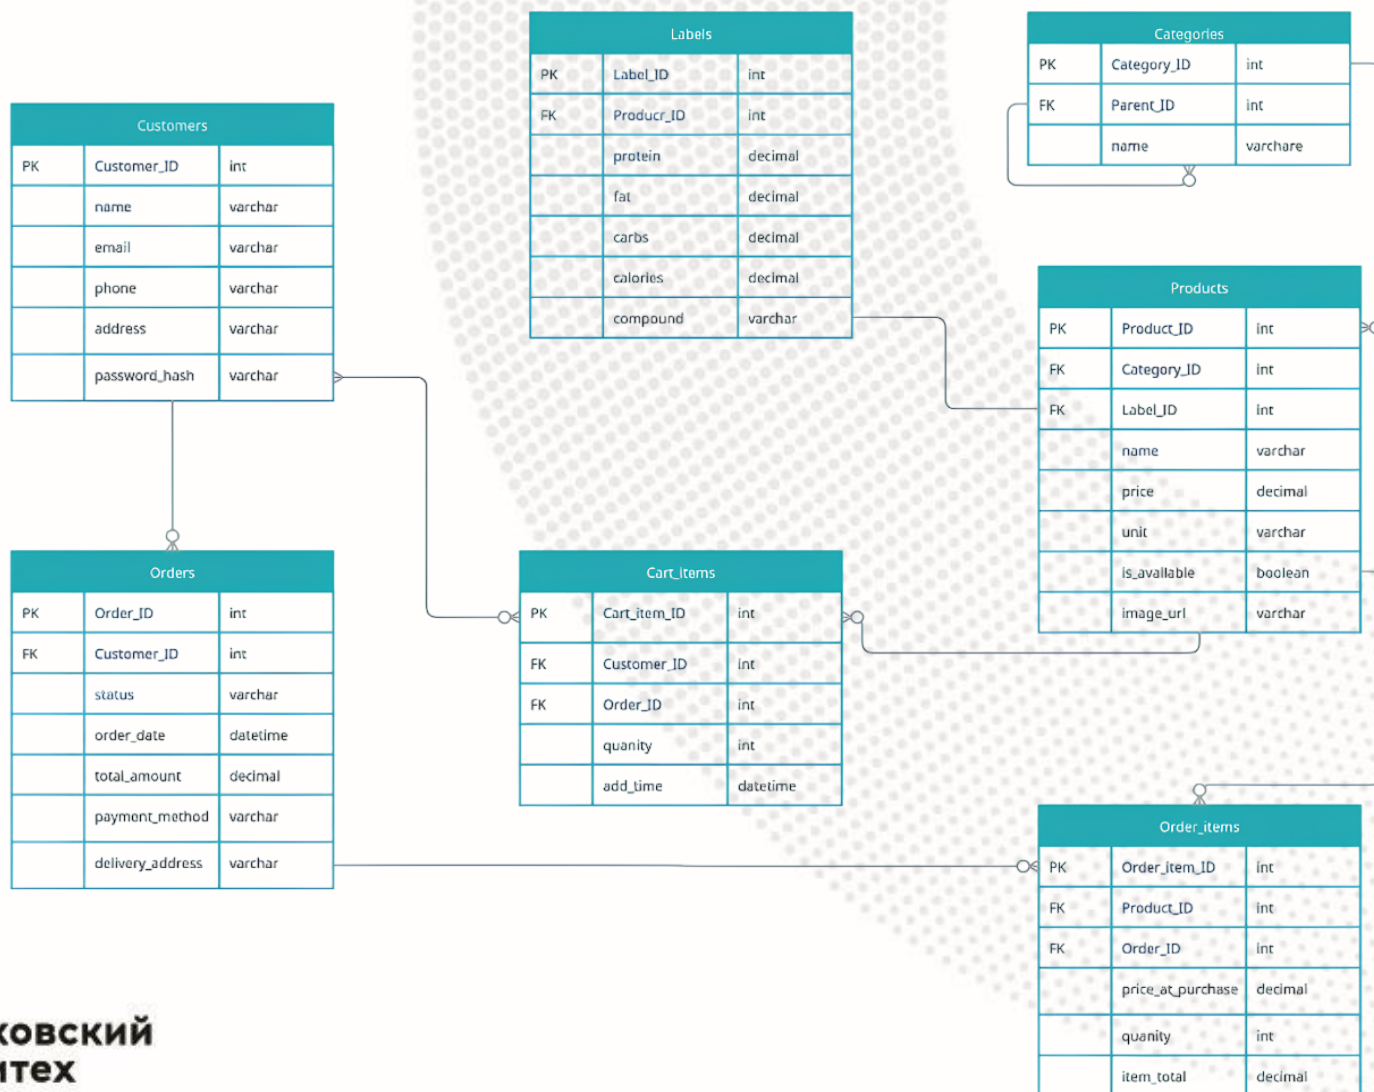 Labels
PK Label_ID int
FK Producr_ID int
protein decimal
fat decimal
carbs decimal
calories decimal
compound varchar
Categories
PK Category_ID int
FK Parent_ID int
name varchare
Customers
PK Customer_ID int
name varchar
email varchar
phone varchar
address varchar
password_hash varchar
Products
PK Product_ID int
FK Category_ID int
FK Label_ID int
name varchar
price decimal
unit varchar
is_available boolean
image_url varchar
Orders
PK Order_ID int
FK Customer_ID int
status varchar
order_date datetime
total_amount decimal
payment_method varchar
delivery_address varchar
Cart_items
PK Cart_item_ID int
FK Customer_ID int
FK Order_ID int
quanity int
add_time datetime
Order_items
PK Order_item_ID int
FK Product_ID int
FK Order_ID int
price_at_purchase decimal
quanity int
item_total decimal
ковский
итех